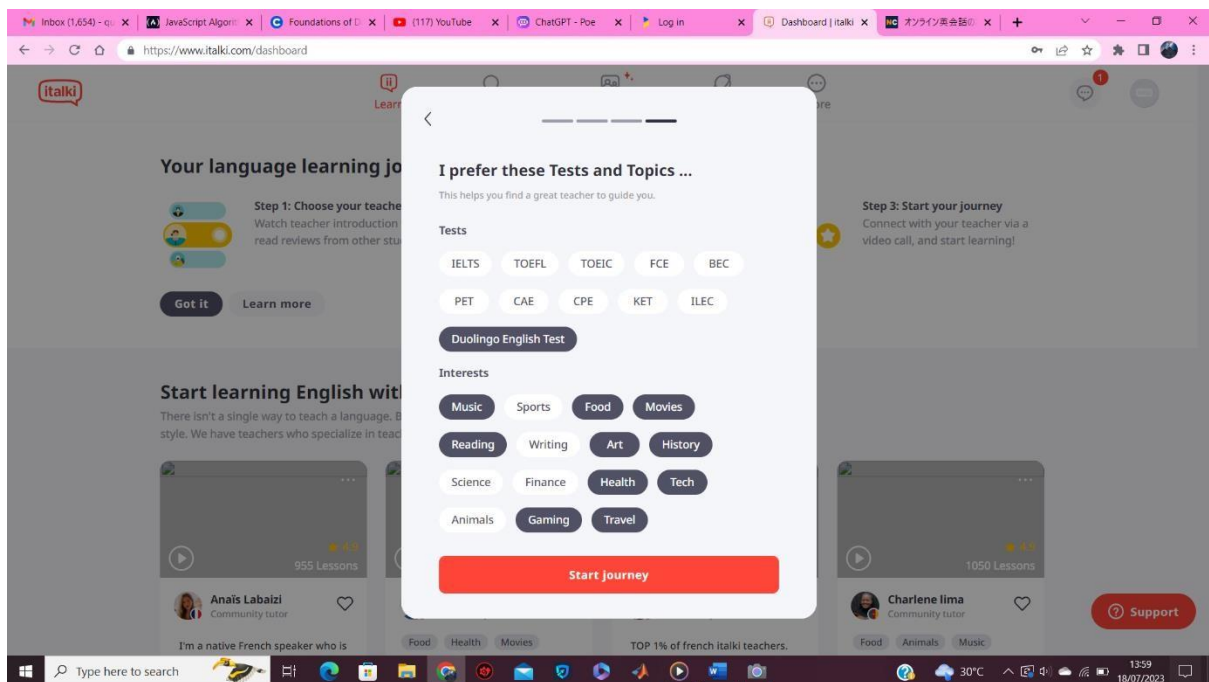 Inbox (1,654) - qu
JavaScript Algorit
Foundations of D
(117) YouTube
ChatGPT - Poe
Log in
Dashboard | italki
オンライン英会話の
https://www.italki.com/dashboard
italki
Learn
ore
1
Your language learning jo
Step 1: Choose your teache
Watch teacher introduction
read reviews from other stu
Step 3: Start your journey
Connect with your teacher via a
video call, and start learning!
Got it
Learn more
I prefer these Tests and Topics ...
This helps you find a great teacher to guide you.
Tests
IELTS TOEFL TOEIC FCE BEC
PET CAE CPE KET ILEC
Duolingo English Test
Interests
Music Sports Food Movies
Reading Writing Art History
Science Finance Health Tech
Animals Gaming Travel
Start journey
Start learning English with
There isn't a single way to teach a language.
style. We have teachers who specialize in teac
955 Lessons
1050 Lessons
Anaïs Labaizi
Community tutor
I'm a native French speaker who is
Food Health Movies
TOP 1% of french italki teachers.
Charlene lima
Community tutor
Food Animals Music
Support
Type here to search
30°C
13:59
18/07/2023